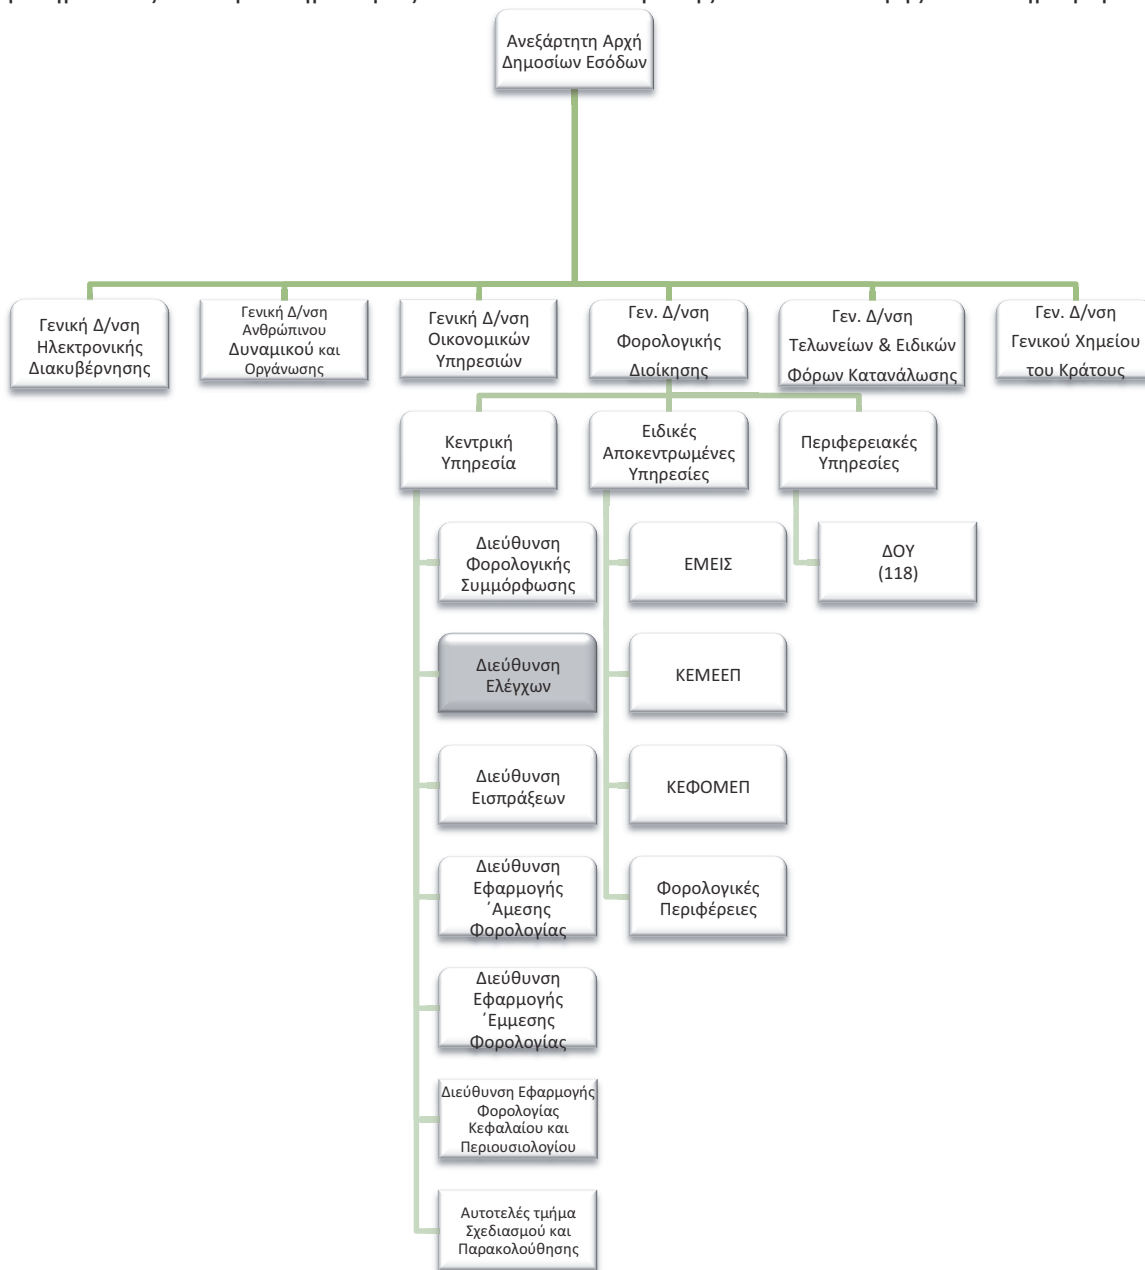 Ανεξάρτητη Αρχή
Δημοσίων Εσόδων
Γενική Δ/νση
Ηλεκτρονικής
Διακυβέρνησης
Γενική Δ/νση
Ανθρώπινου
Δυναμικού και
Οργάνωσης
Γενική Δ/νση
Οικονομικών
Υπηρεσιών
Γεν. Δ/νση
Φορολογικής
Διοίκησης
Γεν. Δ/νση
Τελωνείων & Ειδικών
Φόρων Κατανάλωσης
Γεν. Δ/νση
Γενικού Χημείου
του Κράτους
Κεντρική
Υπηρεσία
Ειδικές
Αποκεντρωμένες
Υπηρεσίες
Περιφερειακές
Υπηρεσίες
Διεύθυνση
Φορολογικής
Συμμόρφωσης
ΕΜΕΙΣ
ΔΟΥ
(118)
Διεύθυνση
Ελέγχων
ΚΕΜΕΕΠ
Διεύθυνση
Εισπράξεων
ΚΕΦΟΜΕΠ
Διεύθυνση
Εφαρμογής
΄Αμεσης
Φορολογίας
Φορολογικές
Περιφέρειες
Διεύθυνση
Εφαρμογής
΄Εμμεσης
Φορολογίας
Διεύθυνση Εφαρμογής
Φορολογίας
Κεφαλαίου και
Περιουσιολογίου
Αυτοτελές τμήμα
Σχεδιασμού και
Παρακολούθησης